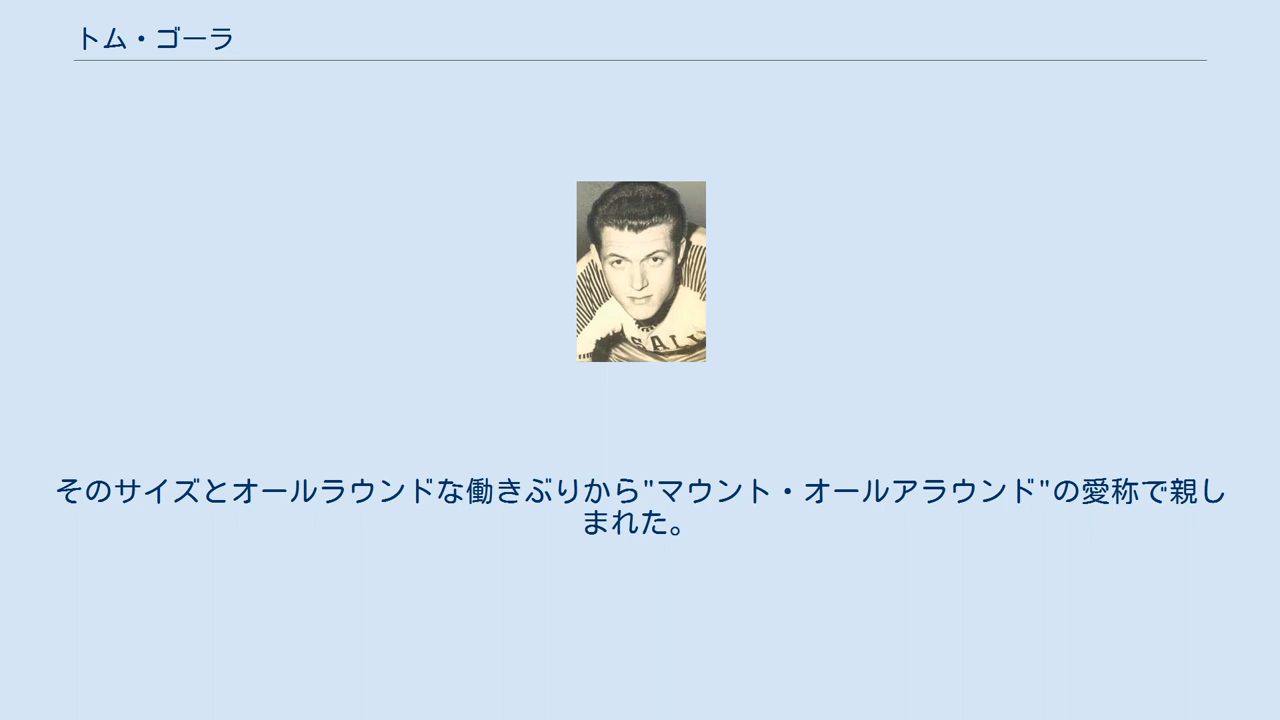 トム・ゴーラ
SAL
そのサイズとオールラウンドな働きぶりから"マウント・オールアラウンド"の愛称で親し
まれた。